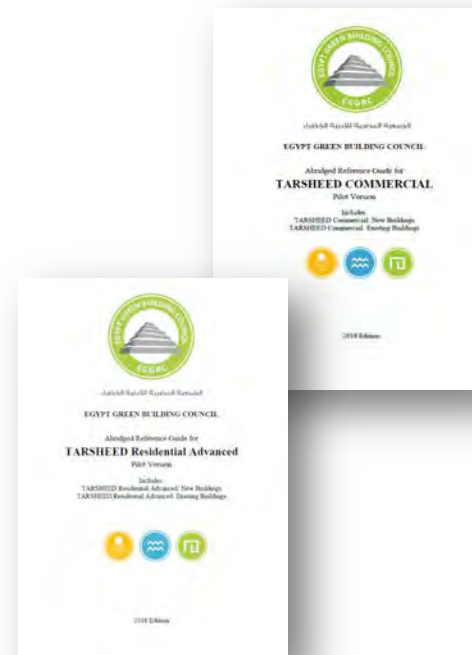 EGYPT GREEN BUILDING COUNCIL
EGGBC
EGYPT GREEN BUILDING COUNCIL
Abridged Reference Guide for
TARSHEED COMMERCIAL
Pilot Version
Includes
TARSHEED Commercial: New Buildings
TARSHEED Commercial: Existing Buildings
2018 Edition
EGYPT GREEN BUILDING COUNCIL
EGGBC
EGYPT GREEN BUILDING COUNCIL
Abridged Reference Guide for
TARSHEED Residential Advanced
Pilot Version
Includes
TARSHEED Residential Advanced: New Buildings
TARSHEED Residential Advanced: Existing Buildings
2018 Edition